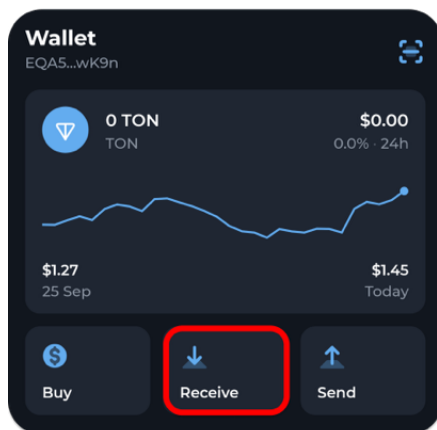 Wallet
EQA5...wK9n
0 TON $0.00
TON 0.0% · 24h
$1.27 $1.45
25 Sep Today
Buy Receive Send